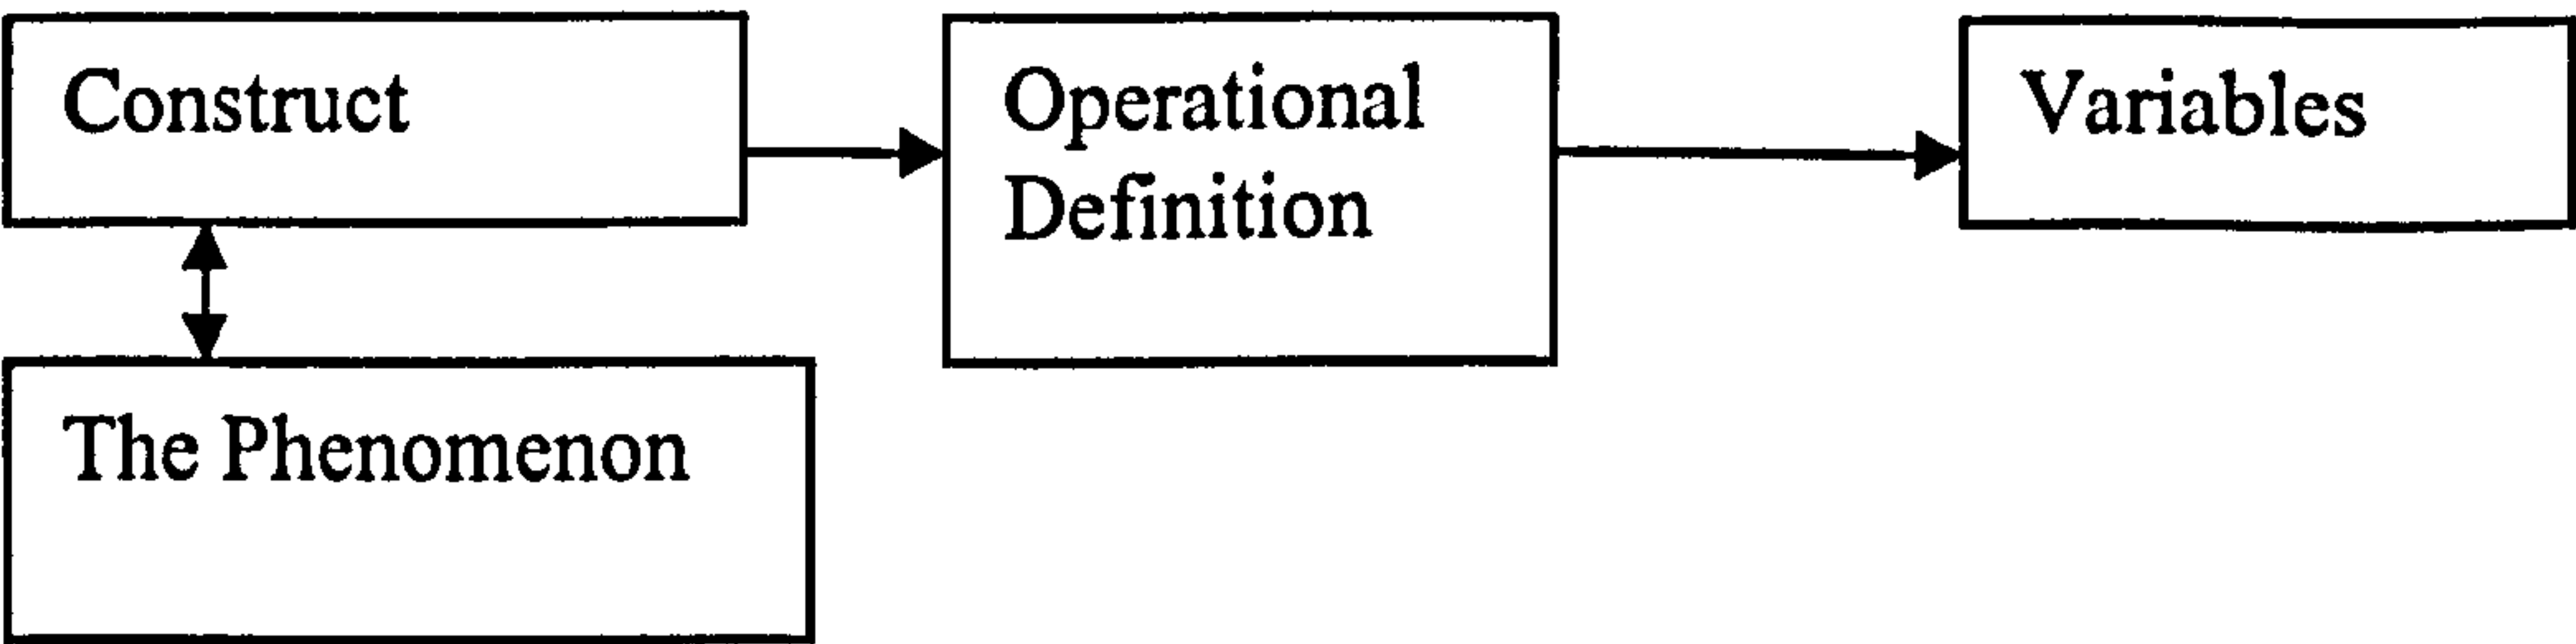 Construct
Operational
Definition
Variables
The Phenomenon